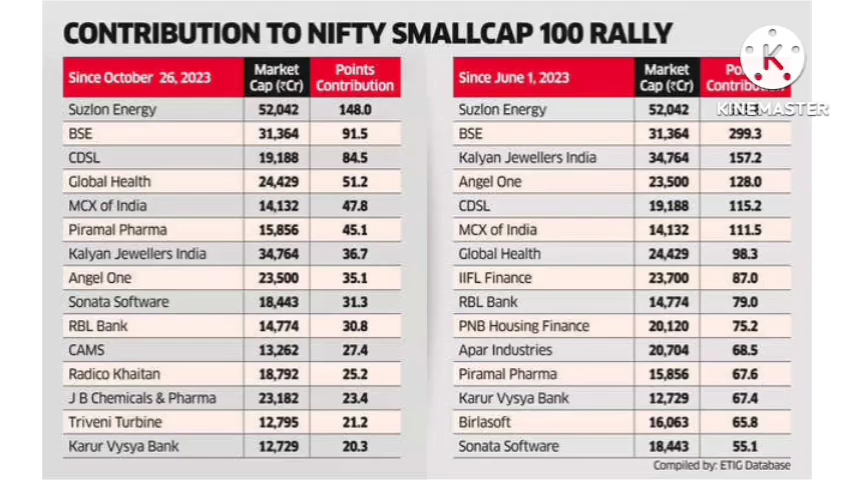 CONTRIBUTION TO NIFTY SMALLCAP 100 RALLY
Since October 26, 2023 Market Cap (₹Cr) Points Contribution
Suzlon Energy 52,042 148.0
BSE 31,364 91.5
CDSL 19,188 84.5
Global Health 24,429 51.2
MCX of India 14,132 47.8
Piramal Pharma 15,856 45.1
Kalyan Jewellers India 34,764 36.7
Angel One 23,500 35.1
Sonata Software 18,443 31.3
RBL Bank 14,774 30.8
CAMS 13,262 27.4
Radico Khaitan 18,792 25.2
J B Chemicals & Pharma 23,182 23.4
Triveni Turbine 12,795 21.2
Karur Vysya Bank 12,729 20.3
Since June 1, 2023 Market Cap (₹Cr)
Suzlon Energy 52,042
BSE 31,364 299.3
Kalyan Jewellers India 34,764 157.2
Angel One 23,500 128.0
CDSL 19,188 115.2
MCX of India 14,132 111.5
Global Health 24,429 98.3
IIFL Finance 23,700 87.0
RBL Bank 14,774 79.0
PNB Housing Finance 20,120 75.2
Apar Industries 20,704 68.5
Piramal Pharma 15,856 67.6
Karur Vysya Bank 12,729 67.4
Birlasoft 16,063 65.8
Sonata Software 18,443 55.1
Compiled by: ETIG Database
K
KINEMASTER